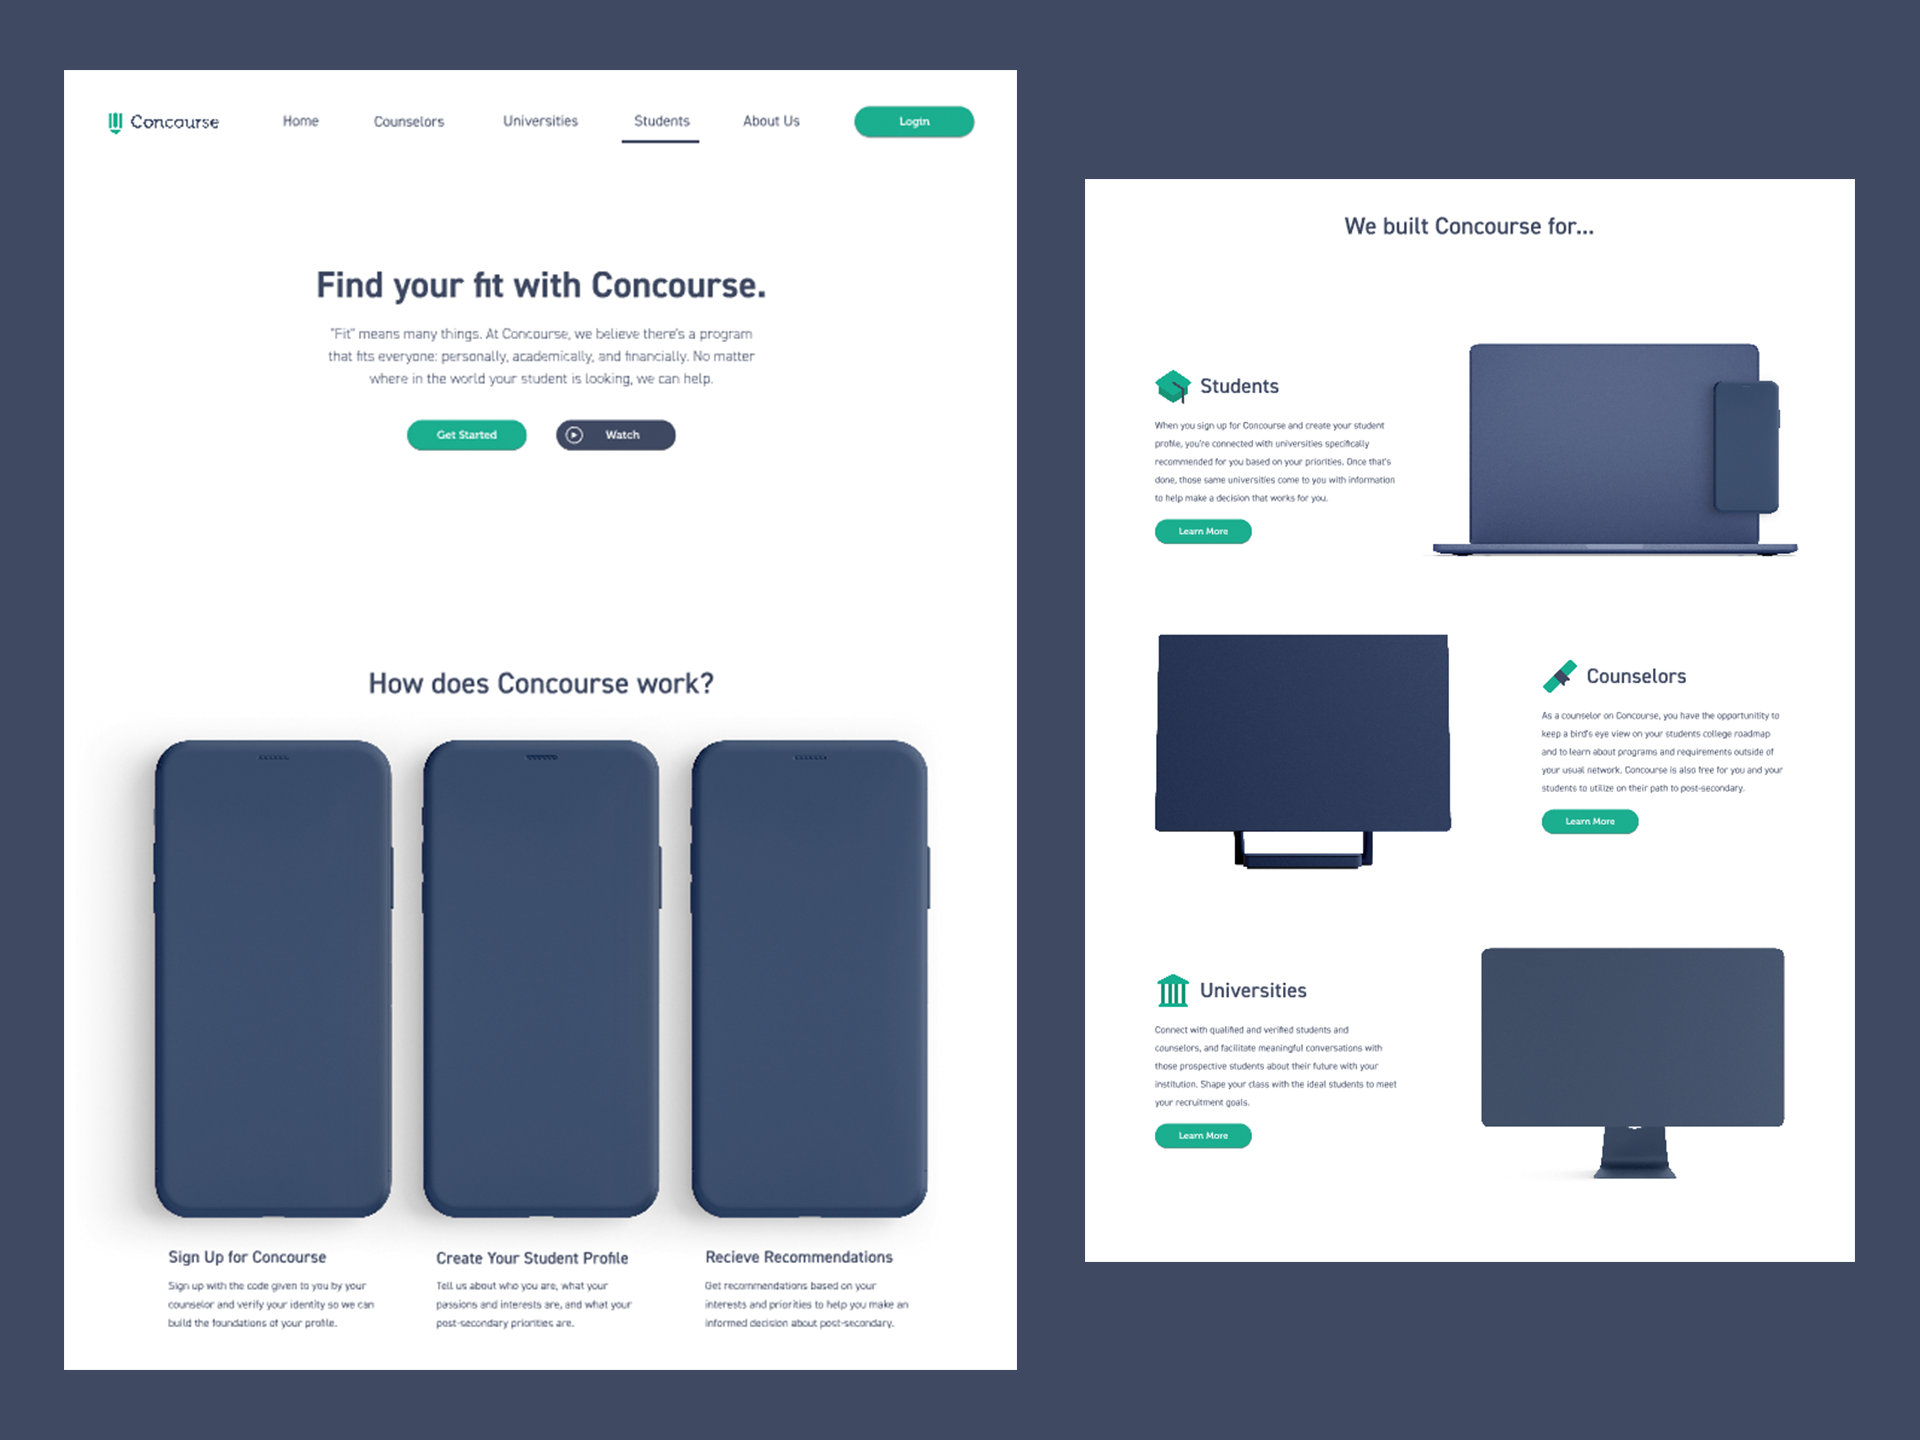 Concourse
Home
Counselors
Universities
Students
About Us
Login
Find your fit with Concourse.
"Fit" means many things. At Concourse, we believe there's a program
that fits everyone: personally, academically, and financially. No matter
where in the world your student is looking, we can help.
Get Started
Watch
How does Concourse work?
Sign Up for Concourse
Sign up with the code given to you by your
counselor and verify your identity so we can
build the foundations of your profile.
Create Your Student Profile
Tell us about who you are, what your
passions and interests are, and what your
post-secondary priorities are.
Recieve Recommendations
Get recommendations based on your
interests and priorities to help you make an
informed decision about post-secondary.
We built Concourse for...
Students
When you sign up for Concourse and create your student
profile, you're connected with universities specifically
recommended for you based on your priorities. Once that's
done, those same universities come to you with information
to help make a decision that works for you.
Learn More
Counselors
As a counselor on Concourse, you have the opportunitity to
keep a bird's eye view on your students college roadmap
and to learn about programs and requirements outside of
your usual network. Concourse is also free for you and your
students to utilize on their path to post-secondary.
Learn More
Universities
Connect with qualified and verified students and
counselors, and facilitate meaningful conversations with
those prospective students about their future with your
institution. Shape your class with the ideal students to meet
your recruitment goals.
Learn More